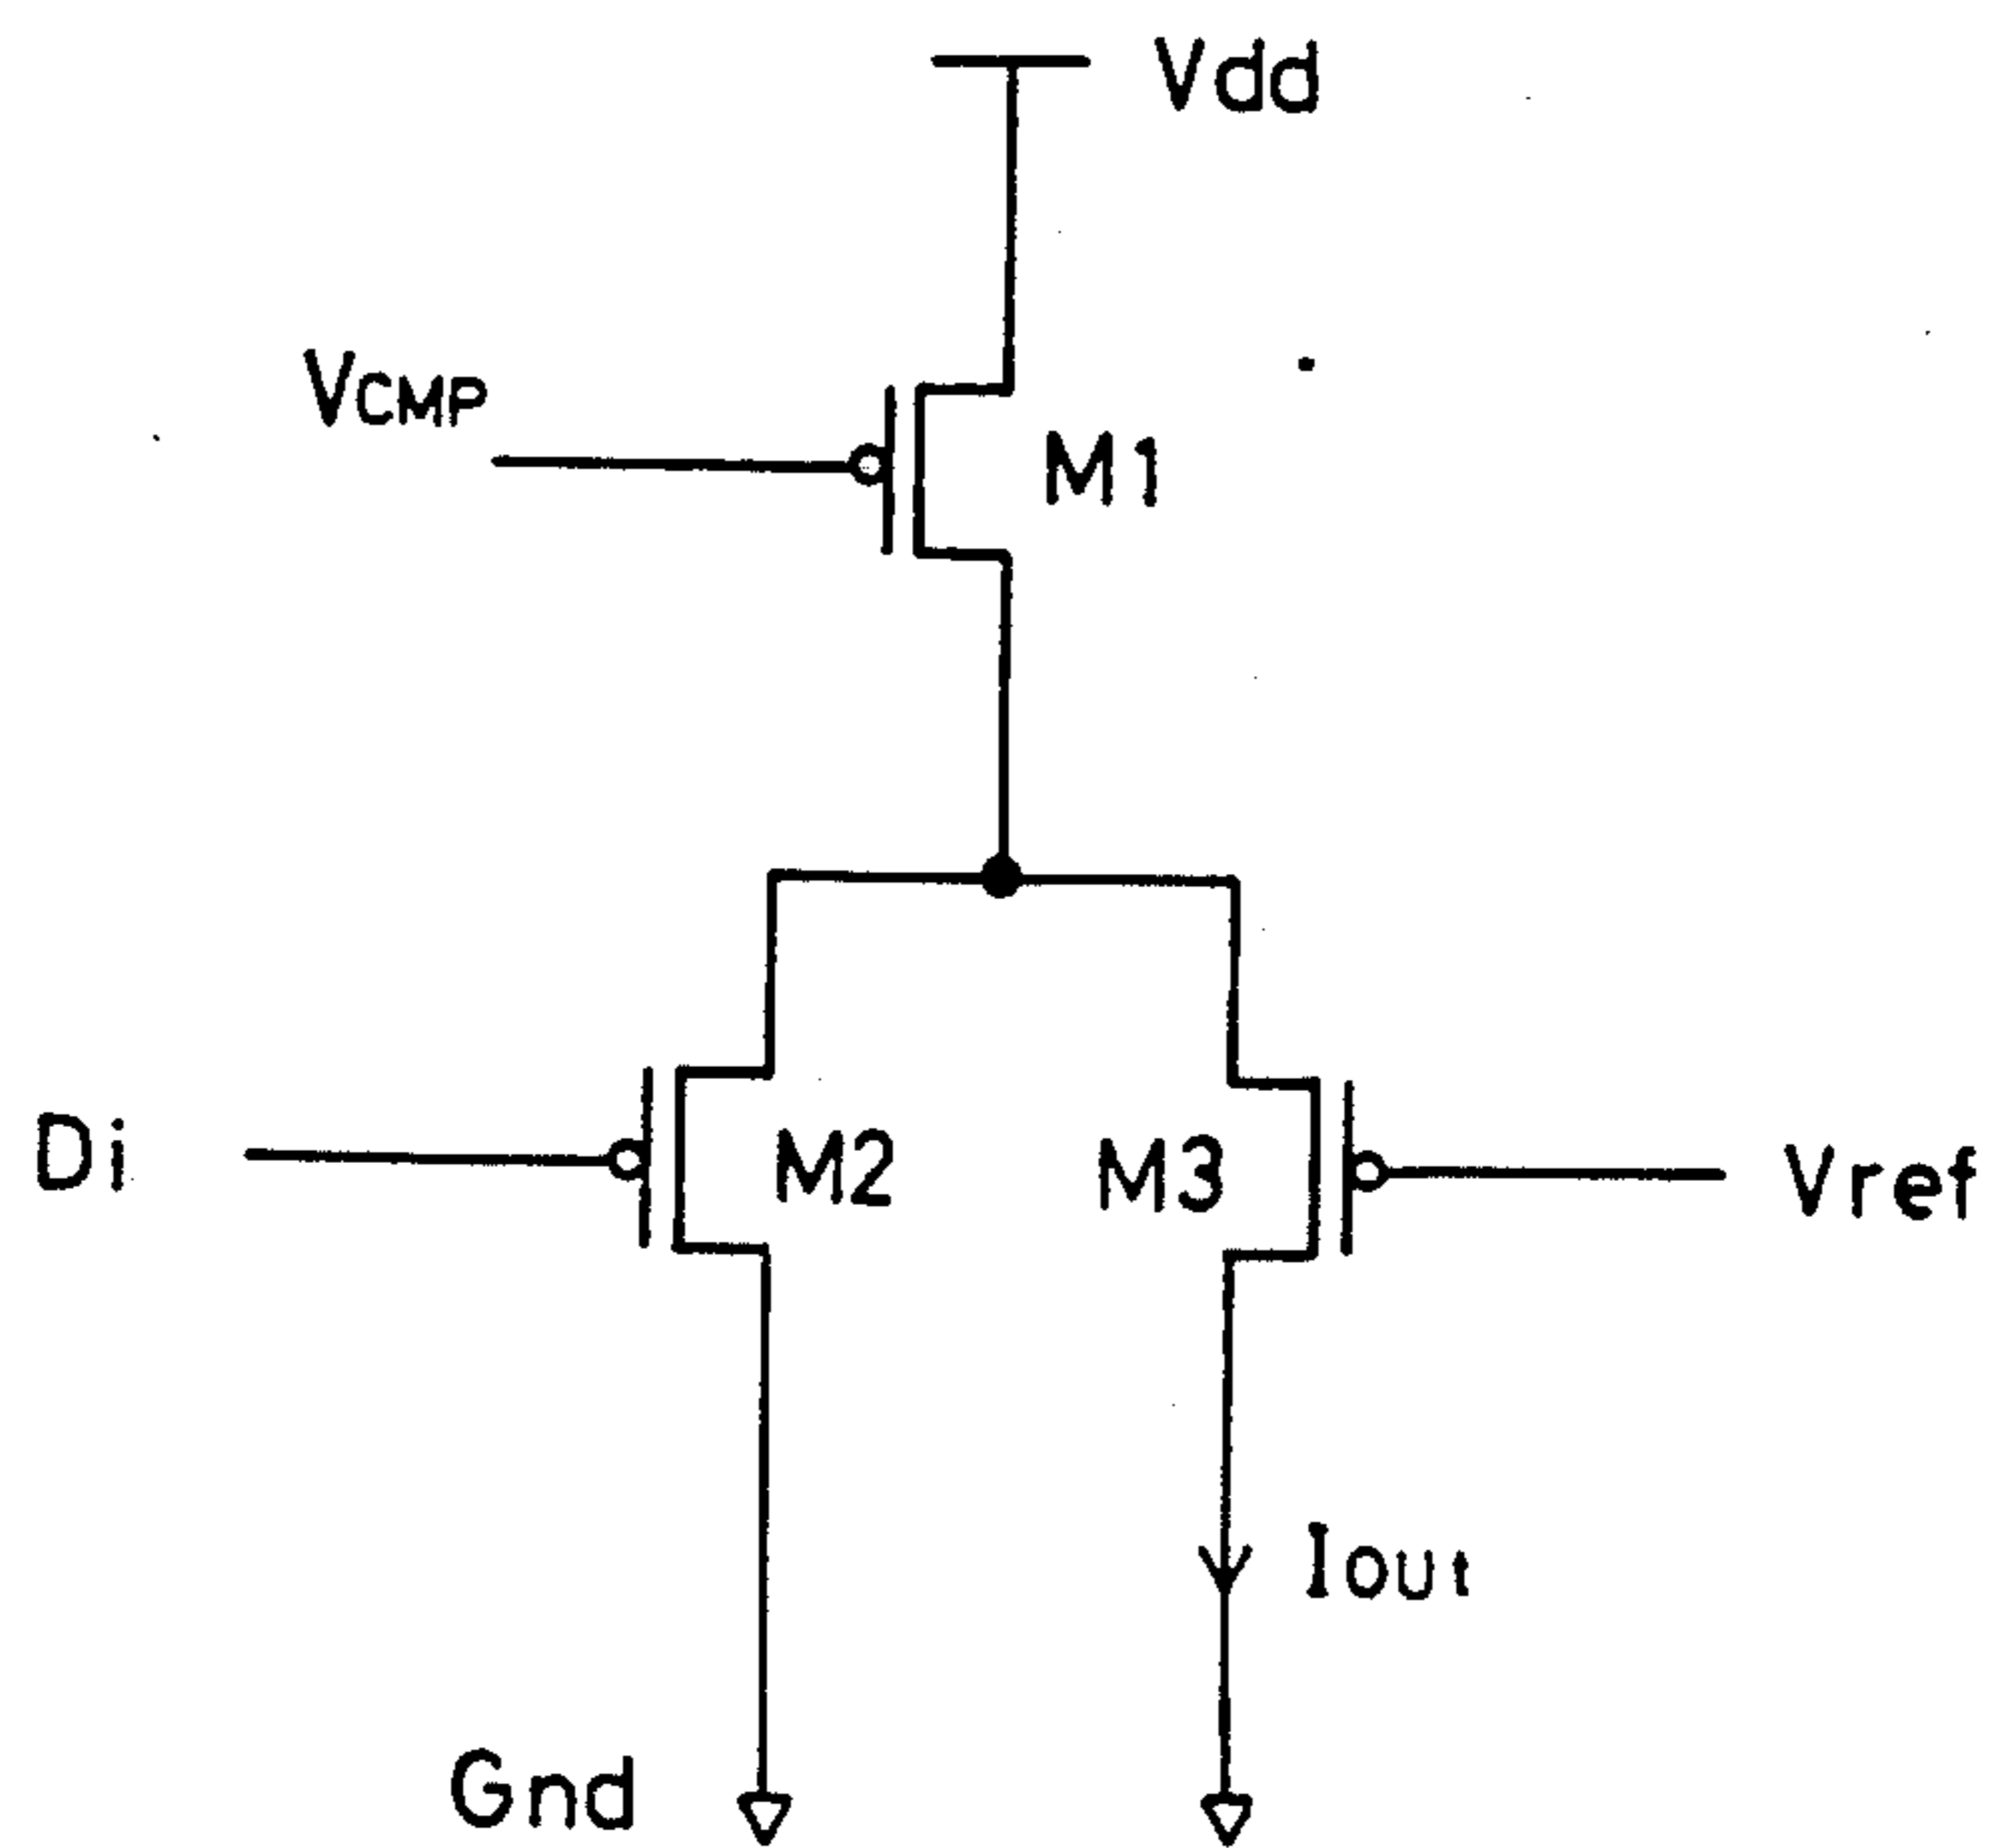 Vdd
VCMP
M1
Di
M2
M3
Vref
Iout
Gnd